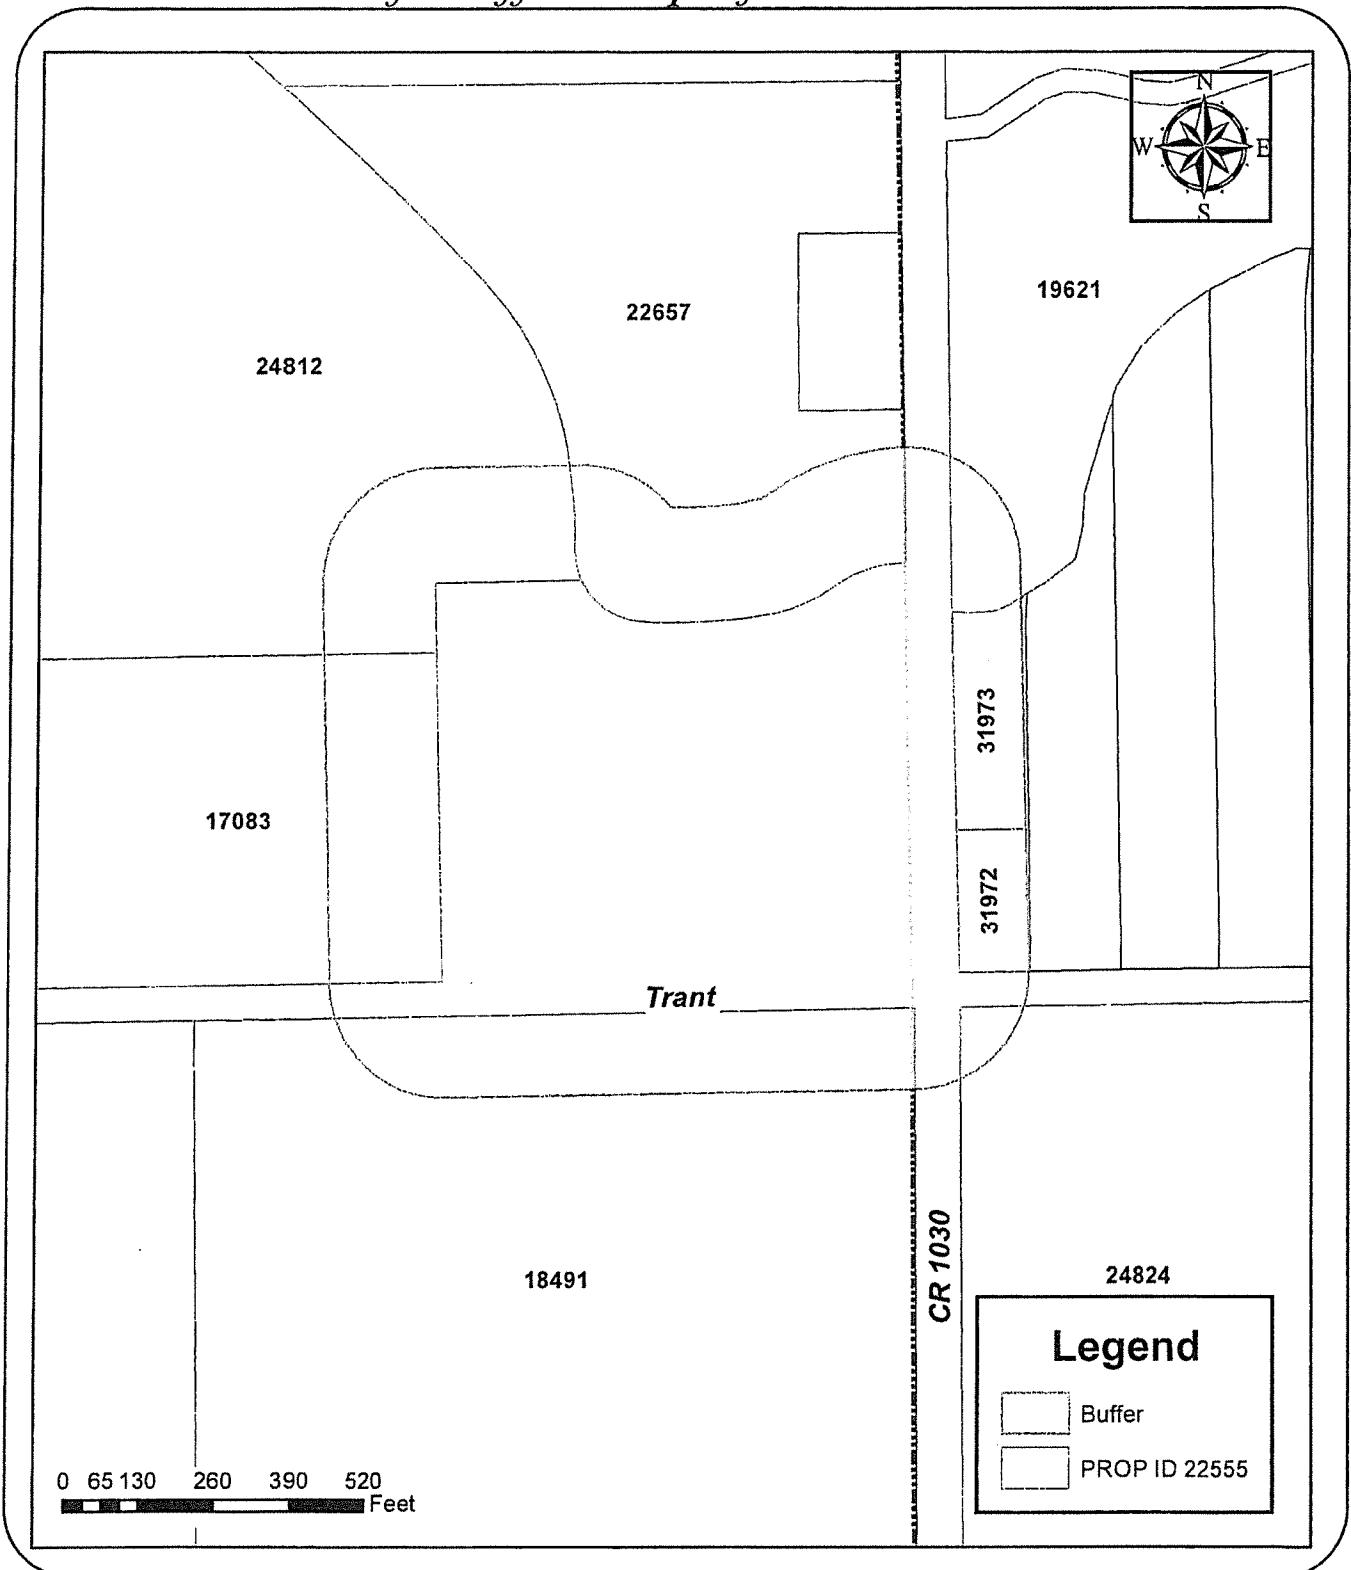 N
W E
S
19621
22657
24812
31973
17083
31972
Trant
CR 1030
18491
24824
Legend
Buffer
PROP ID 22555
0 65 130 260 390 520
Feet